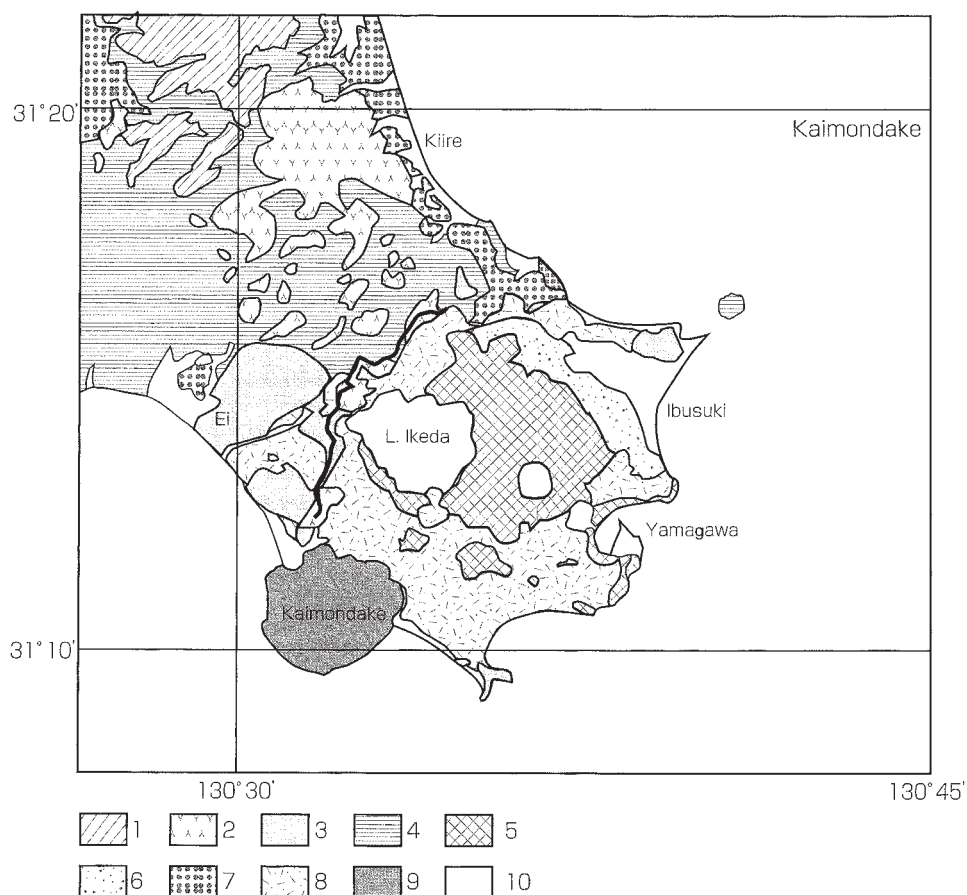 31°20'
Kaimondake
Kiire
Ei
L. Ikeda
Ibusuki
Yamagawa
Kaimondake
31°10'
130°30'
130°45'
1 2 3 4 5
6 7 8 9 10